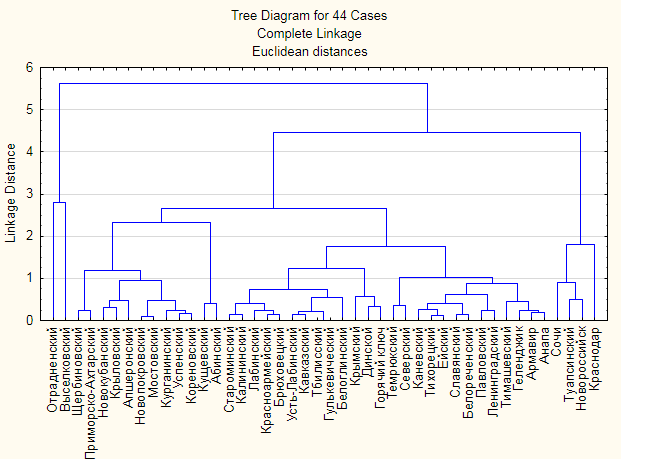 Tree Diagram for 44 Cases
Complete Linkage
Euclidean distances
6
5
4
3
2
1
0
Linkage Distance
Отрадненский
Выселковский
Щербиновский
Приморско-Ахтарский
Новокубанский
Крыловский
Апшеронский
Новопокровский
Мостовский
Курганинский
Успенский
Кореновский
Кущевский
Абинский
Староминский
Калининский
Лабинский
Красноармейский
Брюховецкий
Усть-Лабинский
Кавказский
Тбилисский
Гулькевический
Белоглинский
Крымский
Динской
Горячий ключ
Темрюкский
Северский
Каневской
Тихорецкий
Ейский
Славянский
Белореченский
Павловский
Ленинградский
Тимашевский
Геленджик
Армавир
Анапа
Сочи
Туапсинский
Новороссийск
Краснодар